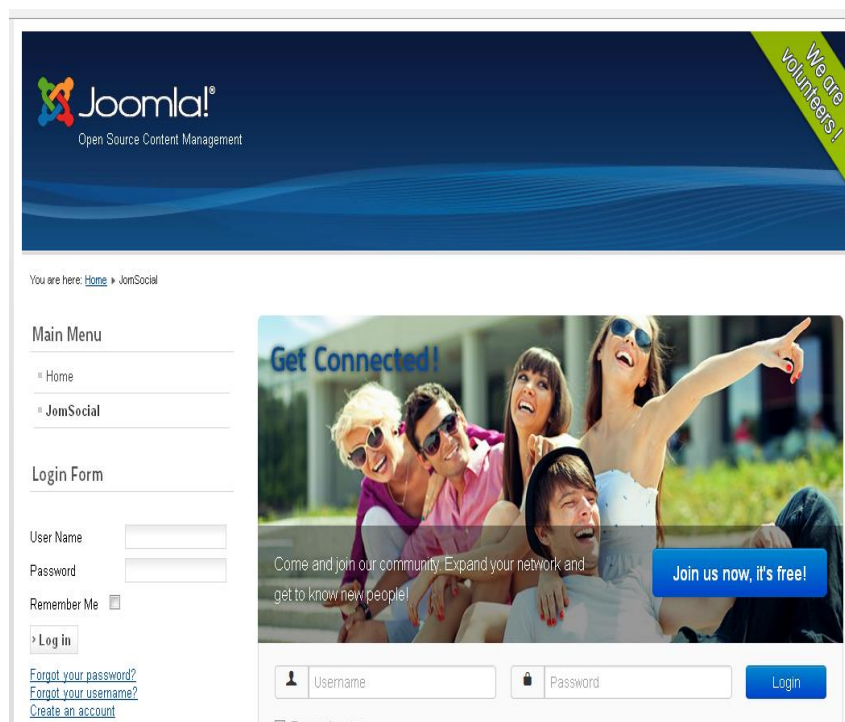 Joomla!®
Open Source Content Management
We are
volunteers!
You are here: Home ▸ JomSocial
Main Menu
Home
JomSocial
Login Form
User Name
Password
Remember Me
› Log in
Forgot your password?
Forgot your username?
Create an account
Get Connected!
Come and join our community. Expand your network and
get to know new people!
Join us now, it's free!
Username
Password
Login